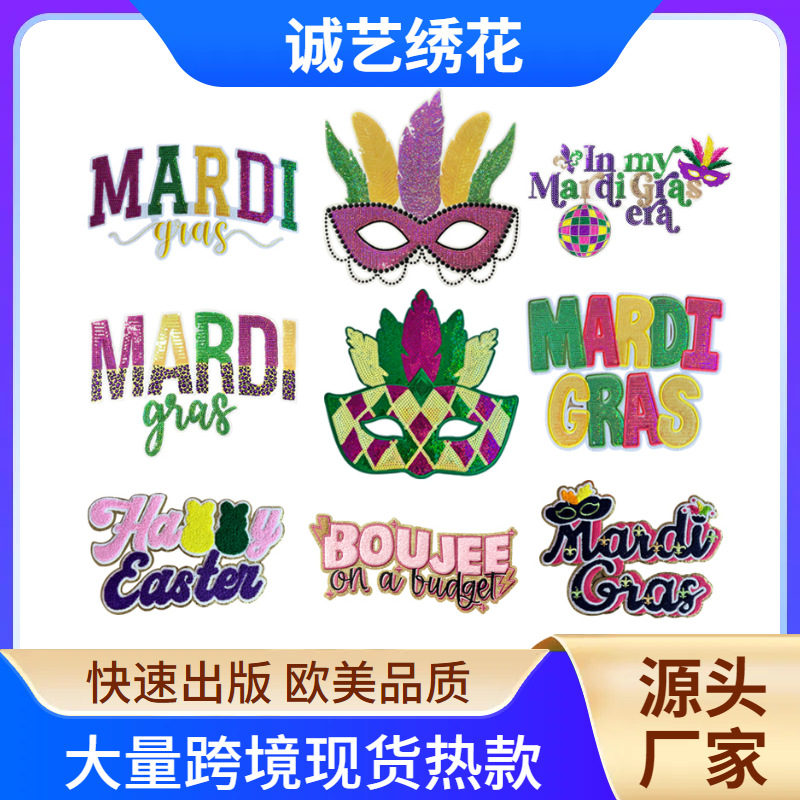 诚艺绣花
MARDI
gras
In my
Mardi Gras
era
MARDI
gras
MARDI
GRAS
Happy
Easter
BOUJEE
on a budget
Mardi
Gras
快速出版 欧美品质
大量跨境现货热款
源头
厂家